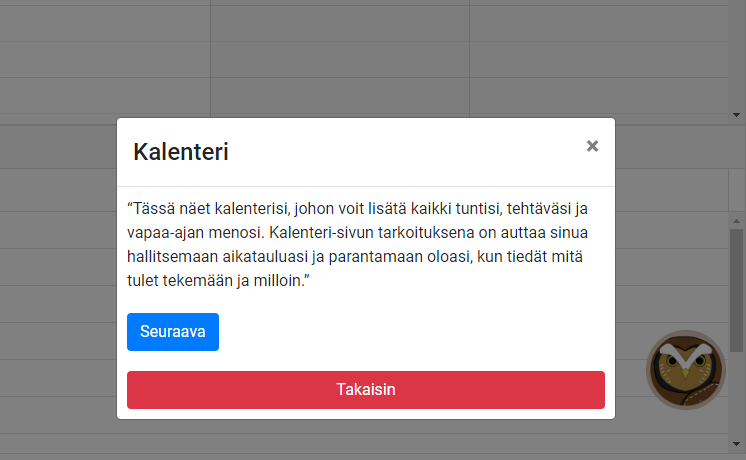 Kalenteri
×
“Tässä näet kalenterisi, johon voit lisätä kaikki tuntisi, tehtäväsi ja
vapaa-ajan menosi. Kalenteri-sivun tarkoituksena on auttaa sinua
hallitsemaan aikatauluasi ja parantamaan oloasi, kun tiedät mitä
tulet tekemään ja milloin.”
Seuraava
Takaisin